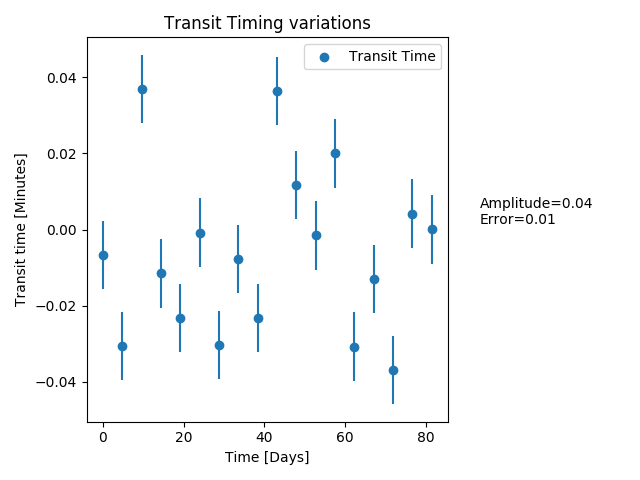 Transit Timing variations
Transit Time
0.04
0.02
0.00
−0.02
−0.04
Transit time [Minutes]
0
20
40
60
80
Time [Days]
Amplitude=0.04
Error=0.01